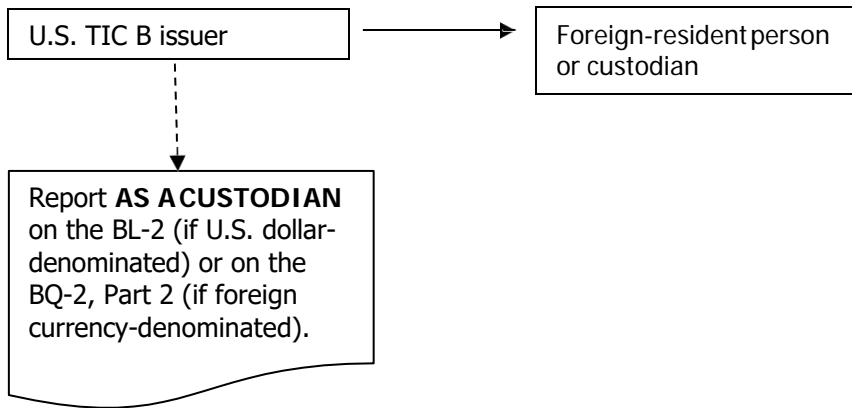 U.S. TIC B issuer
Foreign-resident person
or custodian
Report AS A CUSTODIAN
on the BL-2 (if U.S. dollar-
denominated) or on the
BQ-2, Part 2 (if foreign
currency-denominated).